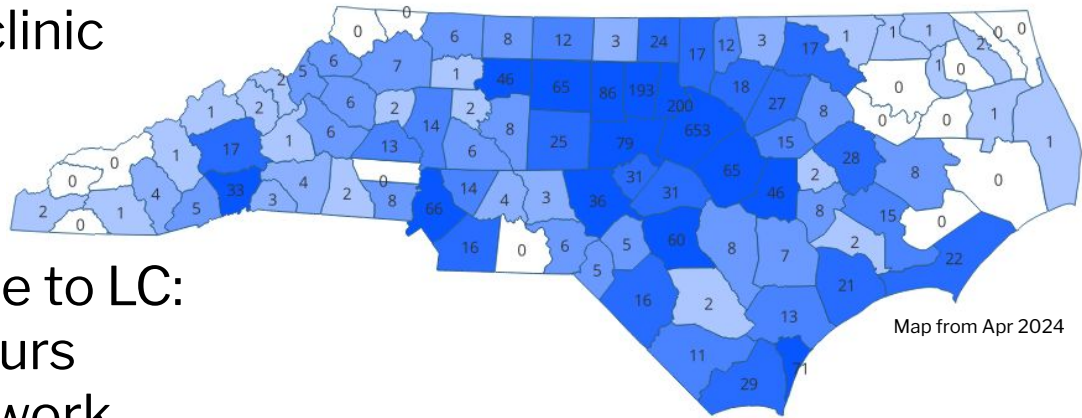 clinic
e to LC:
urs
work
0 0 6 8 12 3 24 17 12 3 17 1 1 1 2 0 0
2 5 6 7 1 46 65 86 193 200 18 27 8 0 1 0
1 2 6 2 14 2 8 25 79 653 15 0 0 1 1
0 1 17 1 6 13 6 31 65 28 8 0
0 4 33 4 2 0 14 4 3 36 31 46 2
2 0 1 5 3 8 66 16 0 6 5 5 60 8 7 8 2 15 0 22
16 2 13 21
11 29 71
Map from Apr 2024